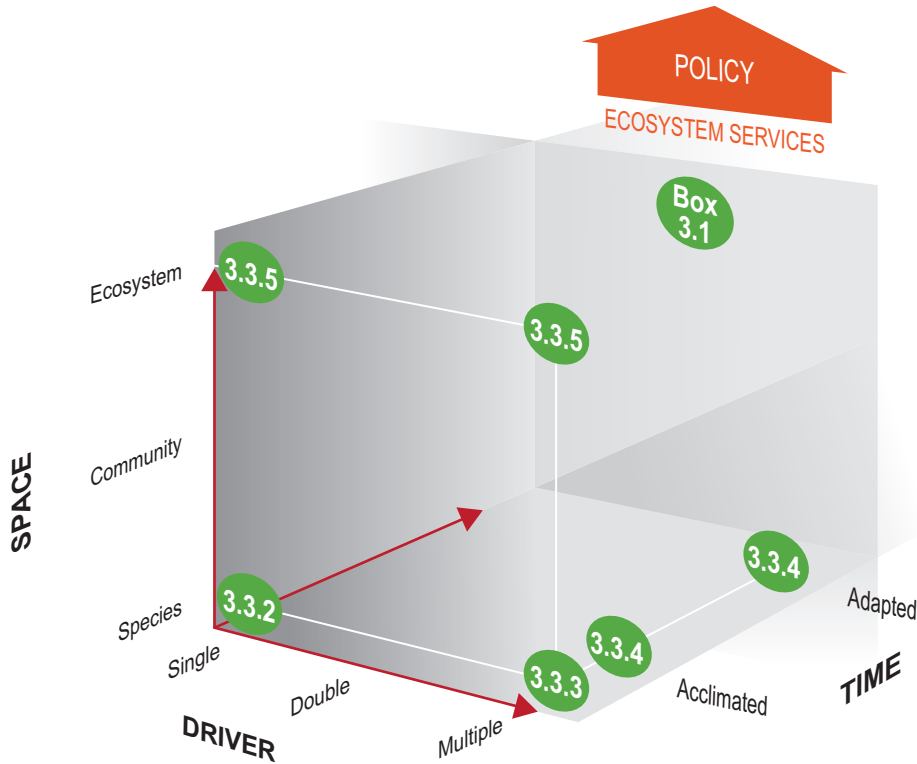 POLICY
ECOSYSTEM SERVICES
Box
3.1
Ecosystem
3.3.5
3.3.5
Community
SPACE
Species
3.3.2
3.3.4
3.3.4
3.3.3
Adapted
Acclimated
TIME
Single
Double
Multiple
DRIVER